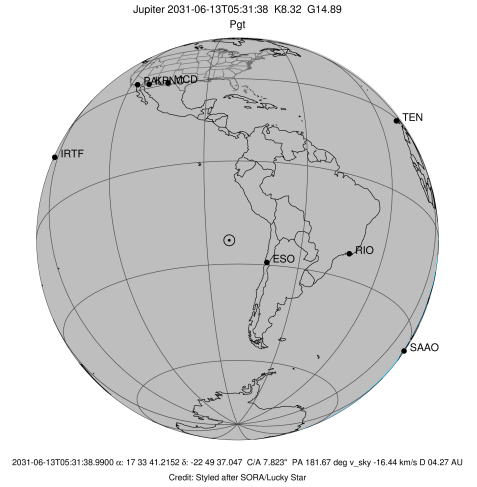 Jupiter 2031-06-13T05:31:38 K8.32 G14.89
Pgt
MCD
TEN
IRTF
ESO
RIO
SAAO
2031-06-13T05:31:38.9900 α: 17 33 41.2152 δ: -22 49 37.047 C/A 7.823" PA 181.67 deg v_sky -16.44 km/s D 04.27 AU
Credit: Styled after SORA/Lucky Star